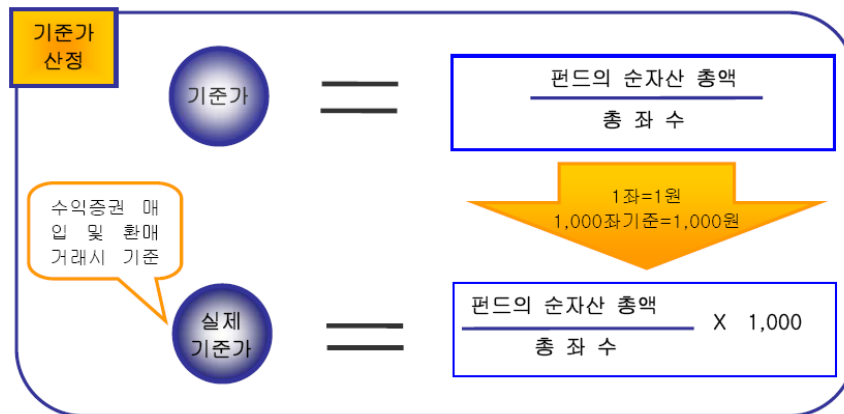 기준가
산정
기준가
펀드의 순자산 총액
총 좌 수
1좌=1원
1,000좌기준=1,000원
수익증권 매
입 및 환매
거래시 기준
실제
기준가
펀드의 순자산 총액
총 좌 수
X 1,000